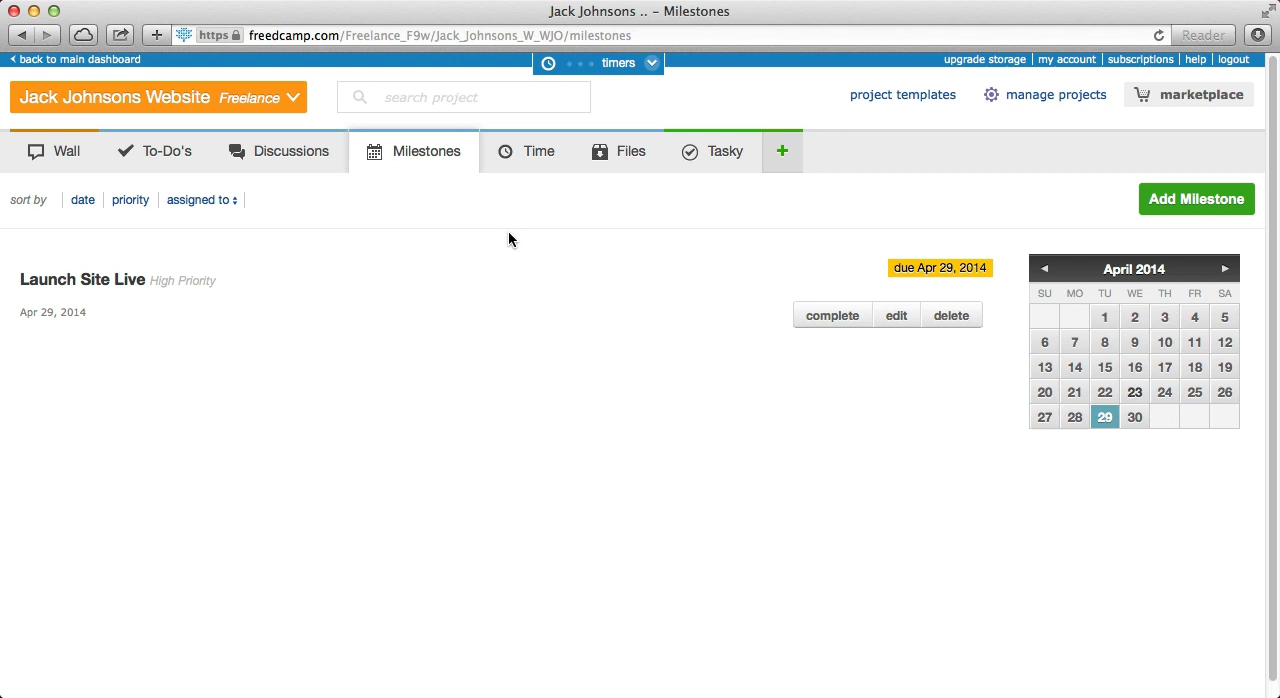 Jack Johnsons .. – Milestones
https freedcamp.com/Freelance_F9w/Jack_Johnsons_W_WJO/milestones
Reader
back to main dashboard
timers
upgrade storage my account subscriptions help logout
Jack Johnsons Website Freelance
search project
project templates manage projects marketplace
Wall To-Do's Discussions Milestones Time Files Tasky +
sort by date priority assigned to
Add Milestone
Launch Site Live High Priority
due Apr 29, 2014
Apr 29, 2014
complete edit delete
April 2014
SU MO TU WE TH FR SA
1 2 3 4 5
6 7 8 9 10 11 12
13 14 15 16 17 18 19
20 21 22 23 24 25 26
27 28 29 30